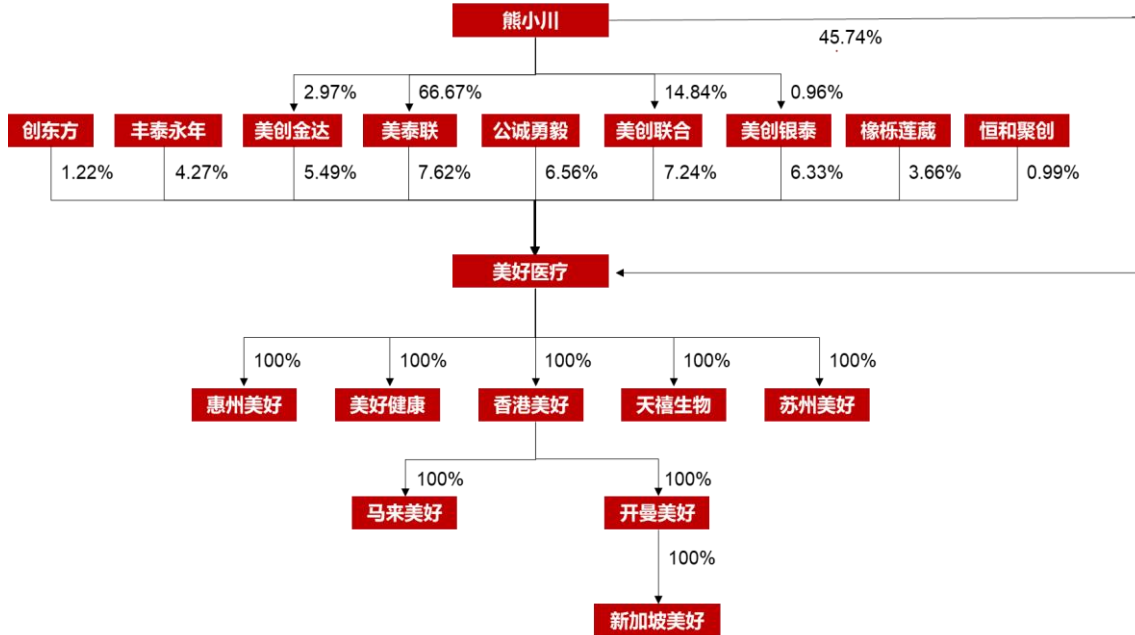 熊小川
45.74%
2.97%
66.67%
14.84%
0.96%
创东方
丰泰永年
美创金达
美泰联
公诚勇毅
美创联合
美创银泰
橡栎莲葳
恒和聚创
1.22%
4.27%
5.49%
7.62%
6.56%
7.24%
6.33%
3.66%
0.99%
美好医疗
100%
100%
100%
100%
100%
惠州美好
美好健康
香港美好
天禧生物
苏州美好
100%
100%
马来美好
开曼美好
100%
新加坡美好